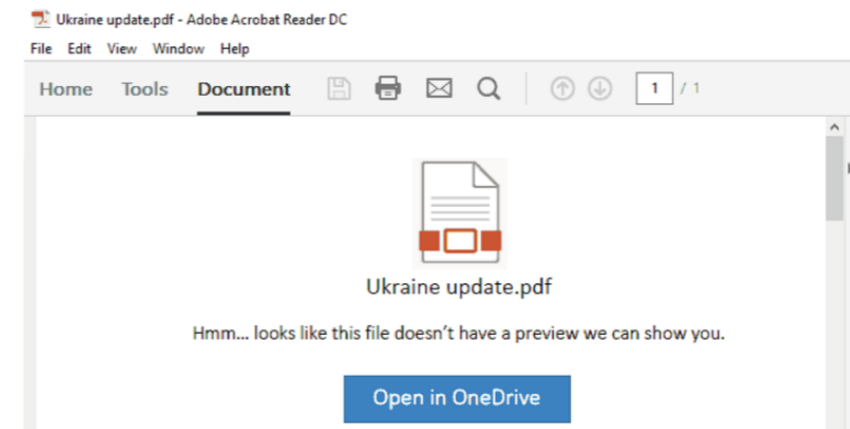 Ukraine update.pdf - Adobe Acrobat Reader DC
File Edit View Window Help
Home Tools Document 1 / 1
Ukraine update.pdf
Hmm... looks like this file doesn’t have a preview we can show you.
Open in OneDrive